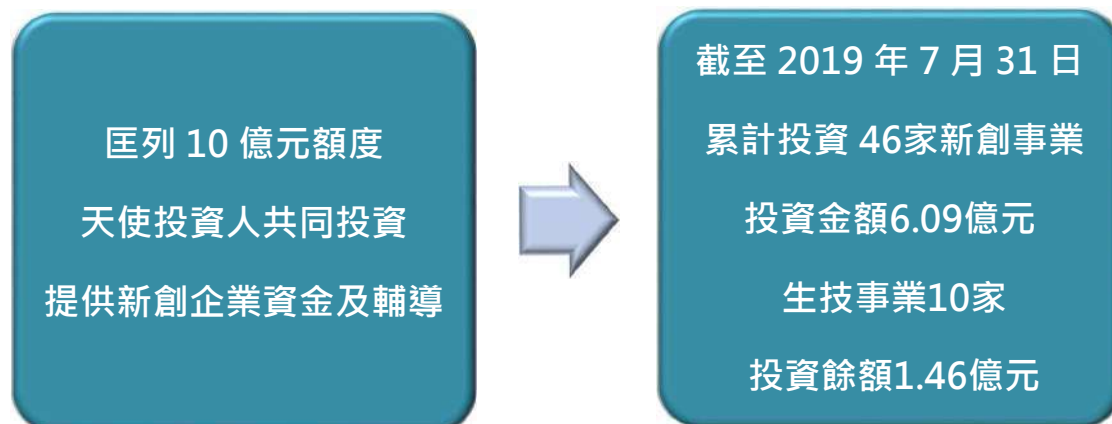 匡列 10 億元額度
天使投資人共同投資
提供新創企業資金及輔導
截至 2019 年 7 月 31 日
累計投資 46家新創事業
投資金額6.09億元
生技事業10家
投資餘額1.46億元